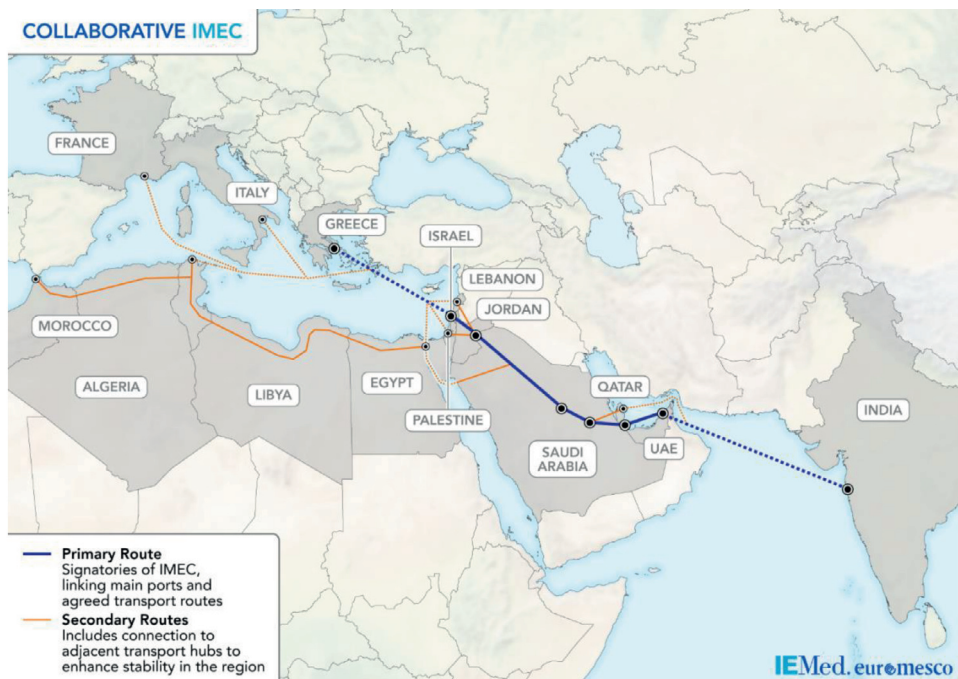 COLLABORATIVE IMEC
FRANCE
ITALY
GREECE
ISRAEL
LEBANON
JORDAN
MOROCCO
ALGERIA
LIBYA
EGYPT
PALESTINE
QATAR
SAUDI
ARABIA
UAE
INDIA
Primary Route
Signatories of IMEC,
linking main ports and
agreed transport routes
Secondary Routes
Includes connection to
adjacent transport hubs to
enhance stability in the region
IEMed. euromesco